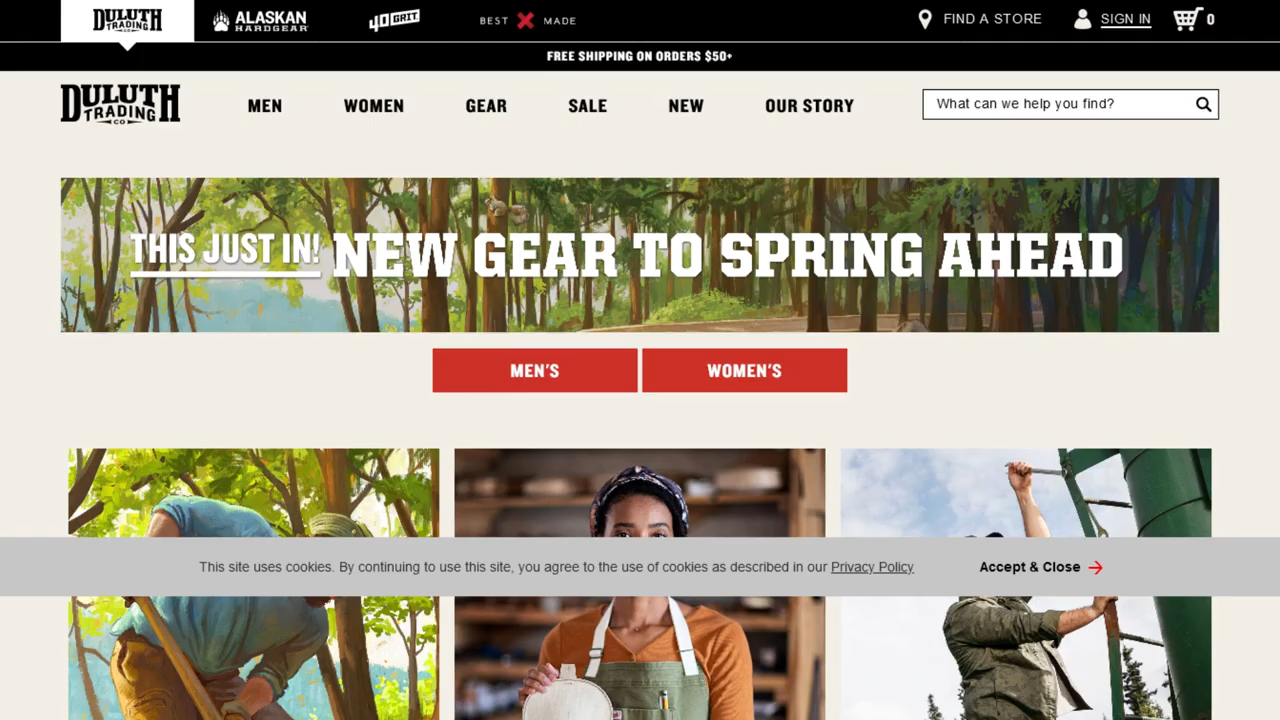 DULUTH TRADING CO
ALASKAN HARDGEAR
40 GRIT
BEST MADE
FIND A STORE
SIGN IN
0
FREE SHIPPING ON ORDERS $50+
DULUTH
TRADING
CO
MEN
WOMEN
GEAR
SALE
NEW
OUR STORY
What can we help you find?
THIS JUST IN! NEW GEAR TO SPRING AHEAD
MEN'S
WOMEN'S
This site uses cookies. By continuing to use this site, you agree to the use of cookies as described in our Privacy Policy
Accept & Close